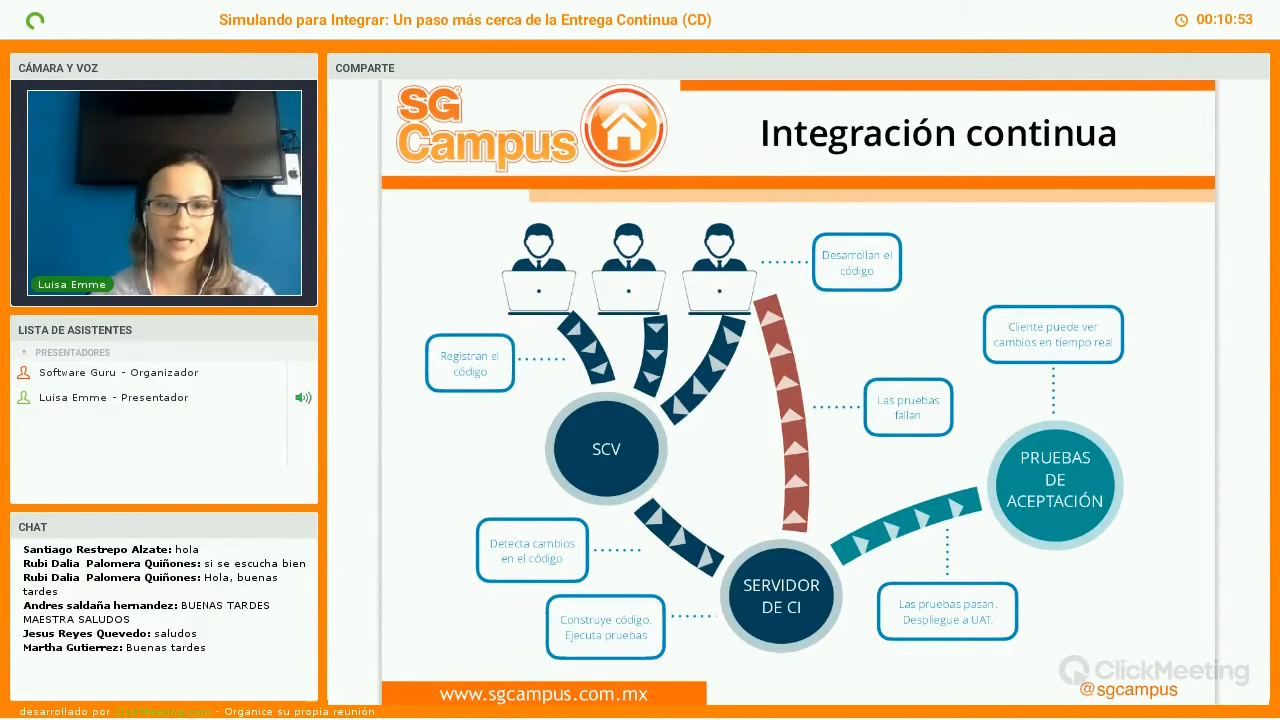 Simulando para Integrar: Un paso más cerca de la Entrega Continua (CD)
00:10:53
CÁMARA Y VOZ
Luisa Emme
LISTA DE ASISTENTES
PRESENTADORES
Software Guru - Organizador
Luisa Emme - Presentador
CHAT
Santiago Restrepo Alzate: hola
Rubi Dalia Palomera Quiñones: si se escucha bien
Rubi Dalia Palomera Quiñones: Hola, buenas
tardes
Andres saldaña hernandez: BUENAS TARDES
MAESTRA SALUDOS
Jesus Reyes Quevedo: saludos
Martha Gutierrez: Buenas tardes
desarrollado por ClickMeeting.com - Organice su propia reunión
COMPARTE
SG
Campus
Integración continua
Desarrollan el
código
Registran el
código
Cliente puede ver
cambios en tiempo real
Las pruebas
fallan
SCV
PRUEBAS
DE
ACEPTACIÓN
Detecta cambios
en el código
SERVIDOR
DE CI
Construye código.
Ejecuta pruebas
Las pruebas pasan.
Despliegue a UAT.
ClickMeeting
www.sgcampus.com.mx
@sgcampus